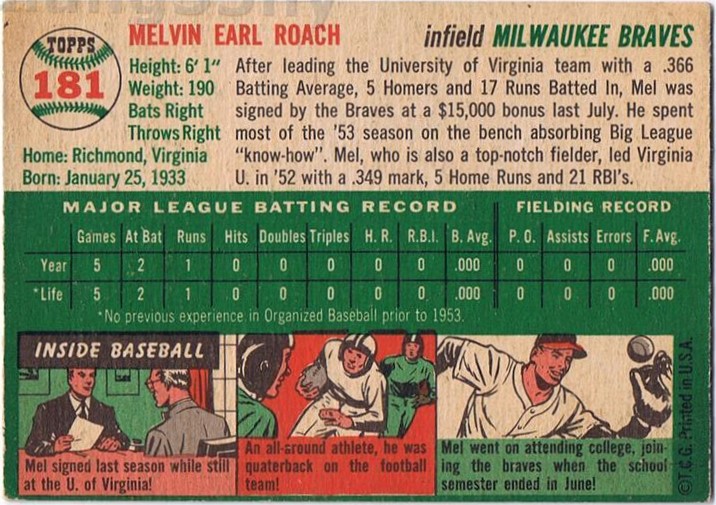 TOPPS
181
MELVIN EARL ROACH
infield MILWAUKEE BRAVES
Height: 6' 1"
Weight: 190
Bats Right
Throws Right
Home: Richmond, Virginia
Born: January 25, 1933
After leading the University of Virginia team with a .366
Batting Average, 5 Homers and 17 Runs Batted In, Mel was
signed by the Braves at a $15,000 bonus last July. He spent
most of the '53 season on the bench absorbing Big League
"know-how". Mel, who is also a top-notch fielder, led Virginia
U. in '52 with a .349 mark, 5 Home Runs and 21 RBI's.
MAJOR LEAGUE BATTING RECORD FIELDING RECORD
Games At Bat Runs Hits Doubles Triples H. R. R.B.I. B. Avg. P. O. Assists Errors F. Avg.
Year 5 2 1 0 0 0 0 0 .000 0 0 0 .000
*Life 5 2 1 0 0 0 0 0 .000 0 0 0 .000
*No previous experience in Organized Baseball prior to 1953.
INSIDE BASEBALL
Mel signed last season while still
at the U. of Virginia!
An all-around athlete, he was
quaterback on the football
team!
Mel went on attending college, join-
ing the braves when the school
semester ended in June!
©T.C.G. Printed in U.S.A.